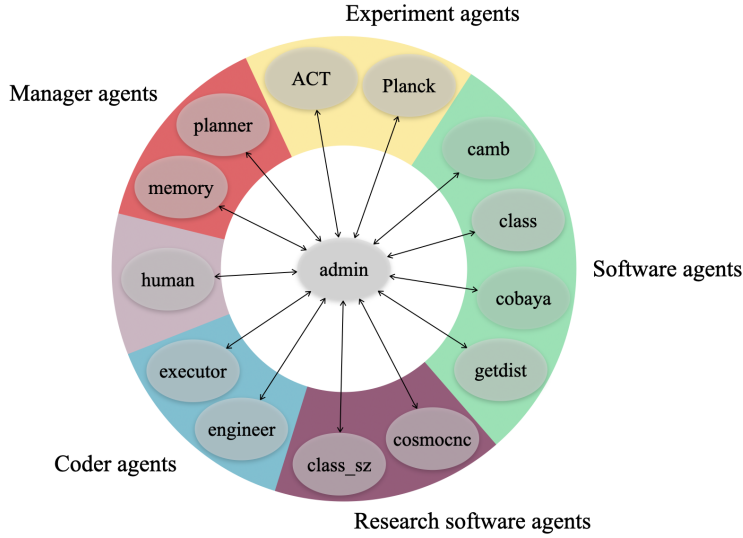 Experiment agents
ACT
Planck
Manager agents
planner
memory
camb
class
Software agents
admin
human
cobaya
executor
getdist
engineer
cosmocnc
class_sz
Coder agents
Research software agents